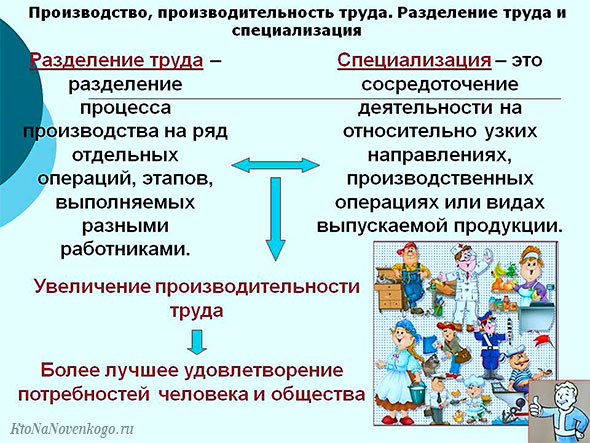 Производство, производительность труда. Разделение труда и
специализация
Разделение труда –
разделение
процесса
производства на ряд
отдельных
операций, этапов,
выполняемых
разными
работниками.
Специализация – это
сосредоточение
деятельности на
относительно узких
направлениях,
производственных
операциях или видах
выпускаемой продукции.
Увеличение производительности
труда
Более лучшее удовлетворение
потребностей человека и общества
KtoNaNovenkogo.ru